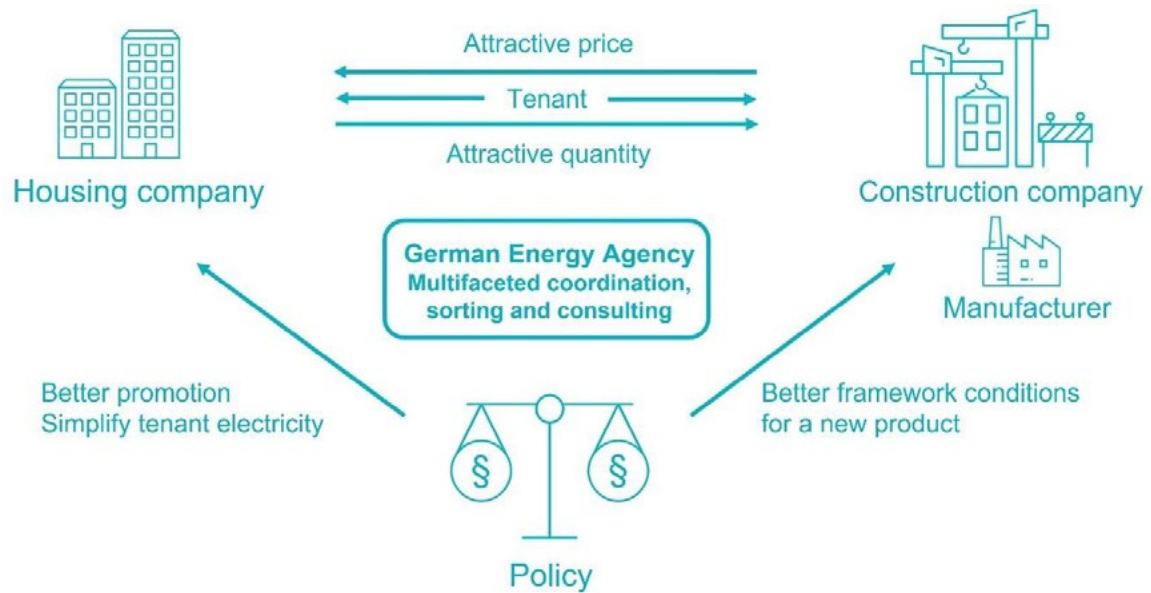 Attractive price
Tenant
Attractive quantity
Housing company
Construction company
Manufacturer
German Energy Agency
Multifaceted coordination,
sorting and consulting
Better promotion
Simplify tenant electricity
Better framework conditions
for a new product
§ §
Policy